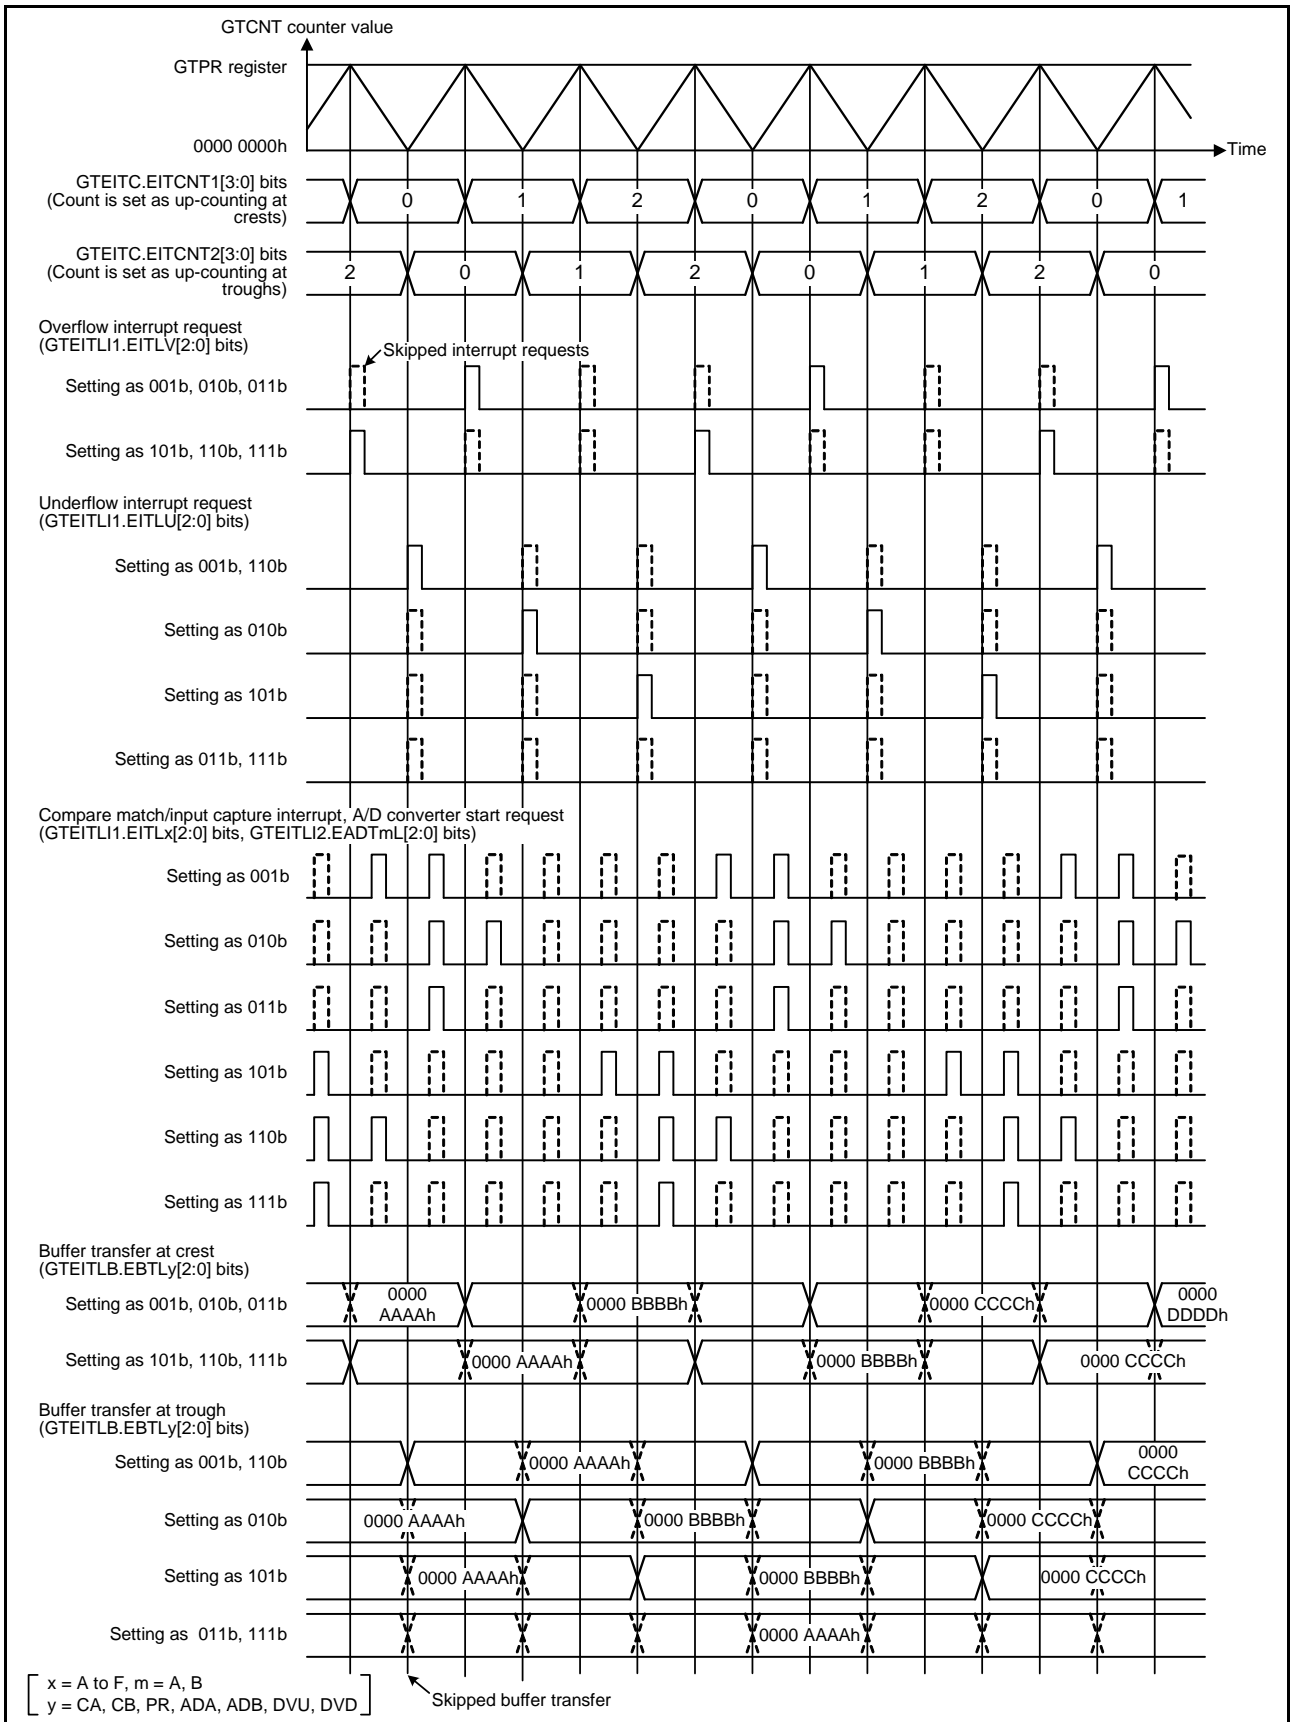 GTCNT counter value
GTPR register
0000 0000h
Time
GTEITC.EITCNT1[3:0] bits
(Count is set as up-counting at
crests)
0 1 2 0 1 2 0 1
GTEITC.EITCNT2[3:0] bits
(Count is set as up-counting at
troughs)
2 0 1 2 0 1 2 0
Overflow interrupt request
(GTEITLI1.EITLV[2:0] bits)
Skipped interrupt requests
Setting as 001b, 010b, 011b
Setting as 101b, 110b, 111b
Underflow interrupt request
(GTEITLI1.EITLU[2:0] bits)
Setting as 001b, 110b
Setting as 010b
Setting as 101b
Setting as 011b, 111b
Compare match/input capture interrupt, A/D converter start request
(GTEITLI1.EITLx[2:0] bits, GTEITLI2.EADTmL[2:0] bits)
Setting as 001b
Setting as 010b
Setting as 011b
Setting as 101b
Setting as 110b
Setting as 111b
Buffer transfer at crest
(GTEITLB.EBTLy[2:0] bits)
Setting as 001b, 010b, 011b
0000
AAAAh
0000 BBBBh
0000 CCCCh
0000
DDDDh
Setting as 101b, 110b, 111b
0000 AAAAh
0000 BBBBh
0000 CCCCh
Buffer transfer at trough
(GTEITLB.EBTLy[2:0] bits)
Setting as 001b, 110b
0000 AAAAh
0000 BBBBh
0000
CCCCh
Setting as 010b
0000 AAAAh
0000 BBBBh
0000 CCCCh
Setting as 101b
0000 AAAAh
0000 BBBBh
0000 CCCCh
Setting as 011b, 111b
0000 AAAAh
x = A to F, m = A, B
y = CA, CB, PR, ADA, ADB, DVU, DVD
Skipped buffer transfer